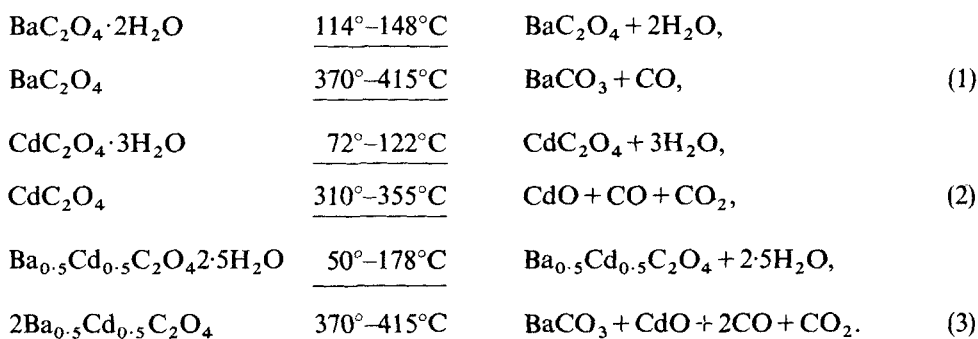 BaC₂O₄·2H₂O 114°–148°C BaC₂O₄ + 2H₂O,
BaC₂O₄ 370°–415°C BaCO₃ + CO, (1)
CdC₂O₄·3H₂O 72°–122°C CdC₂O₄ + 3H₂O,
CdC₂O₄ 310°–355°C CdO + CO + CO₂, (2)
Ba₀·₅Cd₀·₅C₂O₄2·5H₂O 50°–178°C Ba₀·₅Cd₀·₅C₂O₄ + 2·5H₂O,
2Ba₀·₅Cd₀·₅C₂O₄ 370°–415°C BaCO₃ + CdO + 2CO + CO₂. (3)